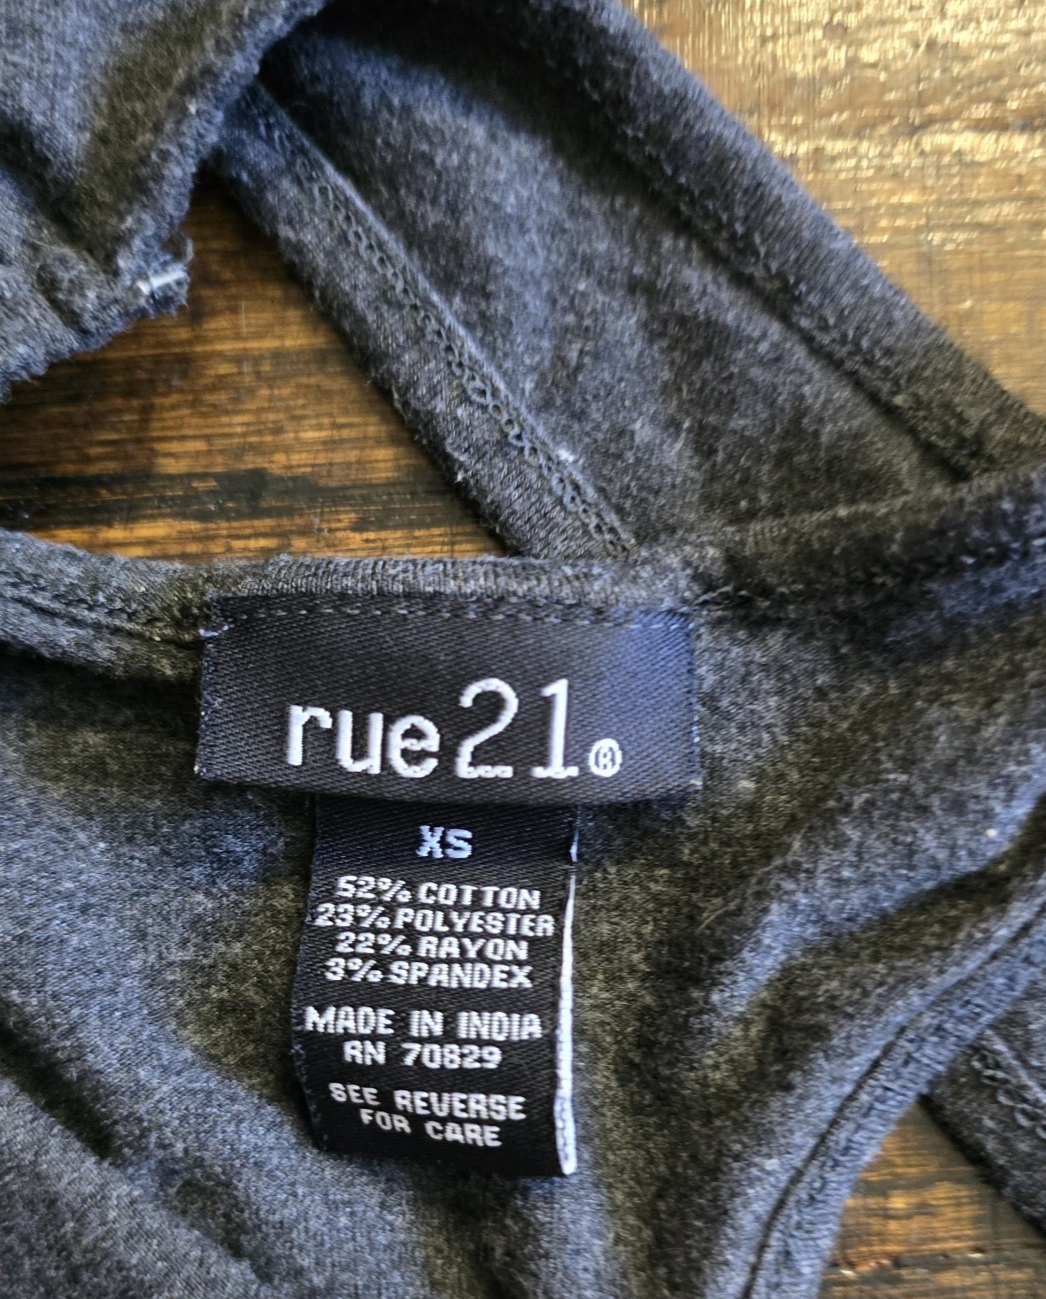 rue21®
XS
52% COTTON
23% POLYESTER
22% RAYON
3% SPANDEX
MADE IN INDIA
RN 70829
SEE REVERSE
FOR CARE